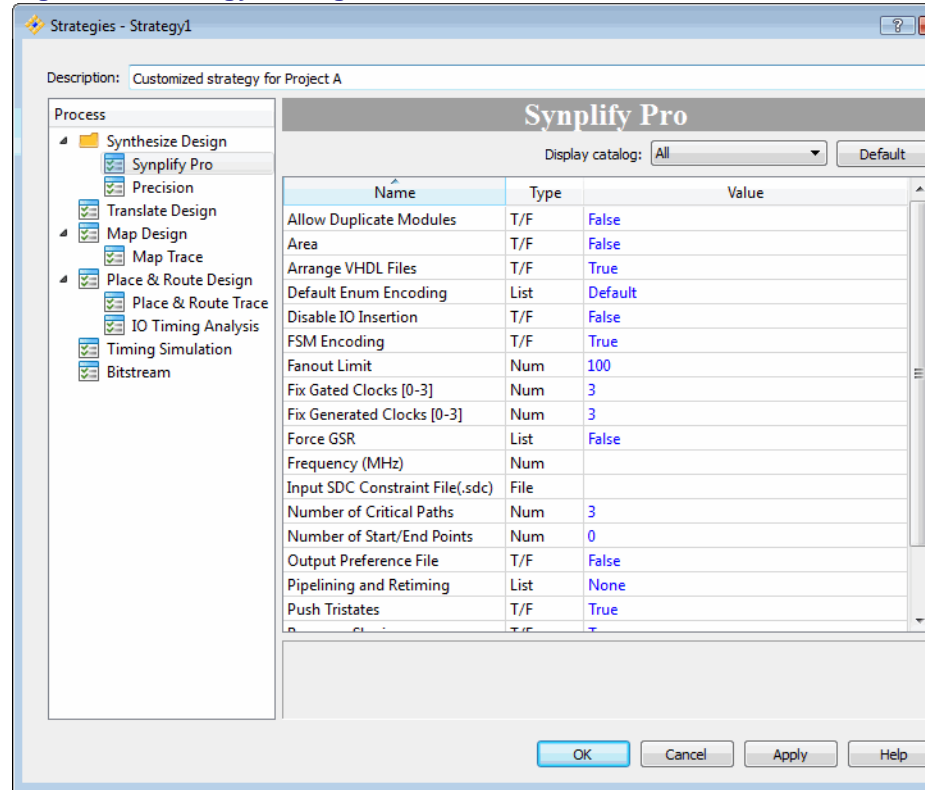 Strategies - Strategy1
Description: Customized strategy for Project A
Process
Synthesize Design
Synplify Pro
Precision
Translate Design
Map Design
Map Trace
Place & Route Design
Place & Route Trace
IO Timing Analysis
Timing Simulation
Bitstream
Synplify Pro
Display catalog: All Default
Name Type Value
Allow Duplicate Modules T/F False
Area T/F False
Arrange VHDL Files T/F True
Default Enum Encoding List Default
Disable IO Insertion T/F False
FSM Encoding T/F True
Fanout Limit Num 100
Fix Gated Clocks [0-3] Num 3
Fix Generated Clocks [0-3] Num 3
Force GSR List False
Frequency (MHz) Num
Input SDC Constraint File(.sdc) File
Number of Critical Paths Num 3
Number of Start/End Points Num 0
Output Preference File T/F False
Pipelining and Retiming List None
Push Tristates T/F True
OK Cancel Apply Help